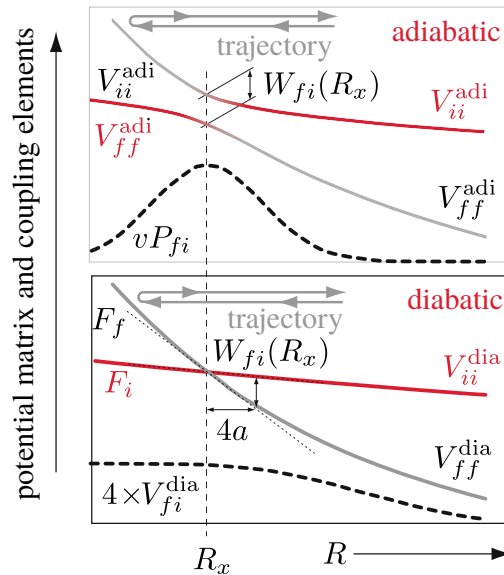 potential matrix and coupling elements
trajectory
adiabatic
V_{ii}^{adi}
W_{fi}(R_x)
V_{ii}^{adi}
V_{ff}^{adi}
V_{ff}^{adi}
vP_{fi}
diabatic
F_f
trajectory
W_{fi}(R_x)
V_{ii}^{dia}
F_i
4a
V_{ff}^{dia}
4×V_{fi}^{dia}
R_x
R